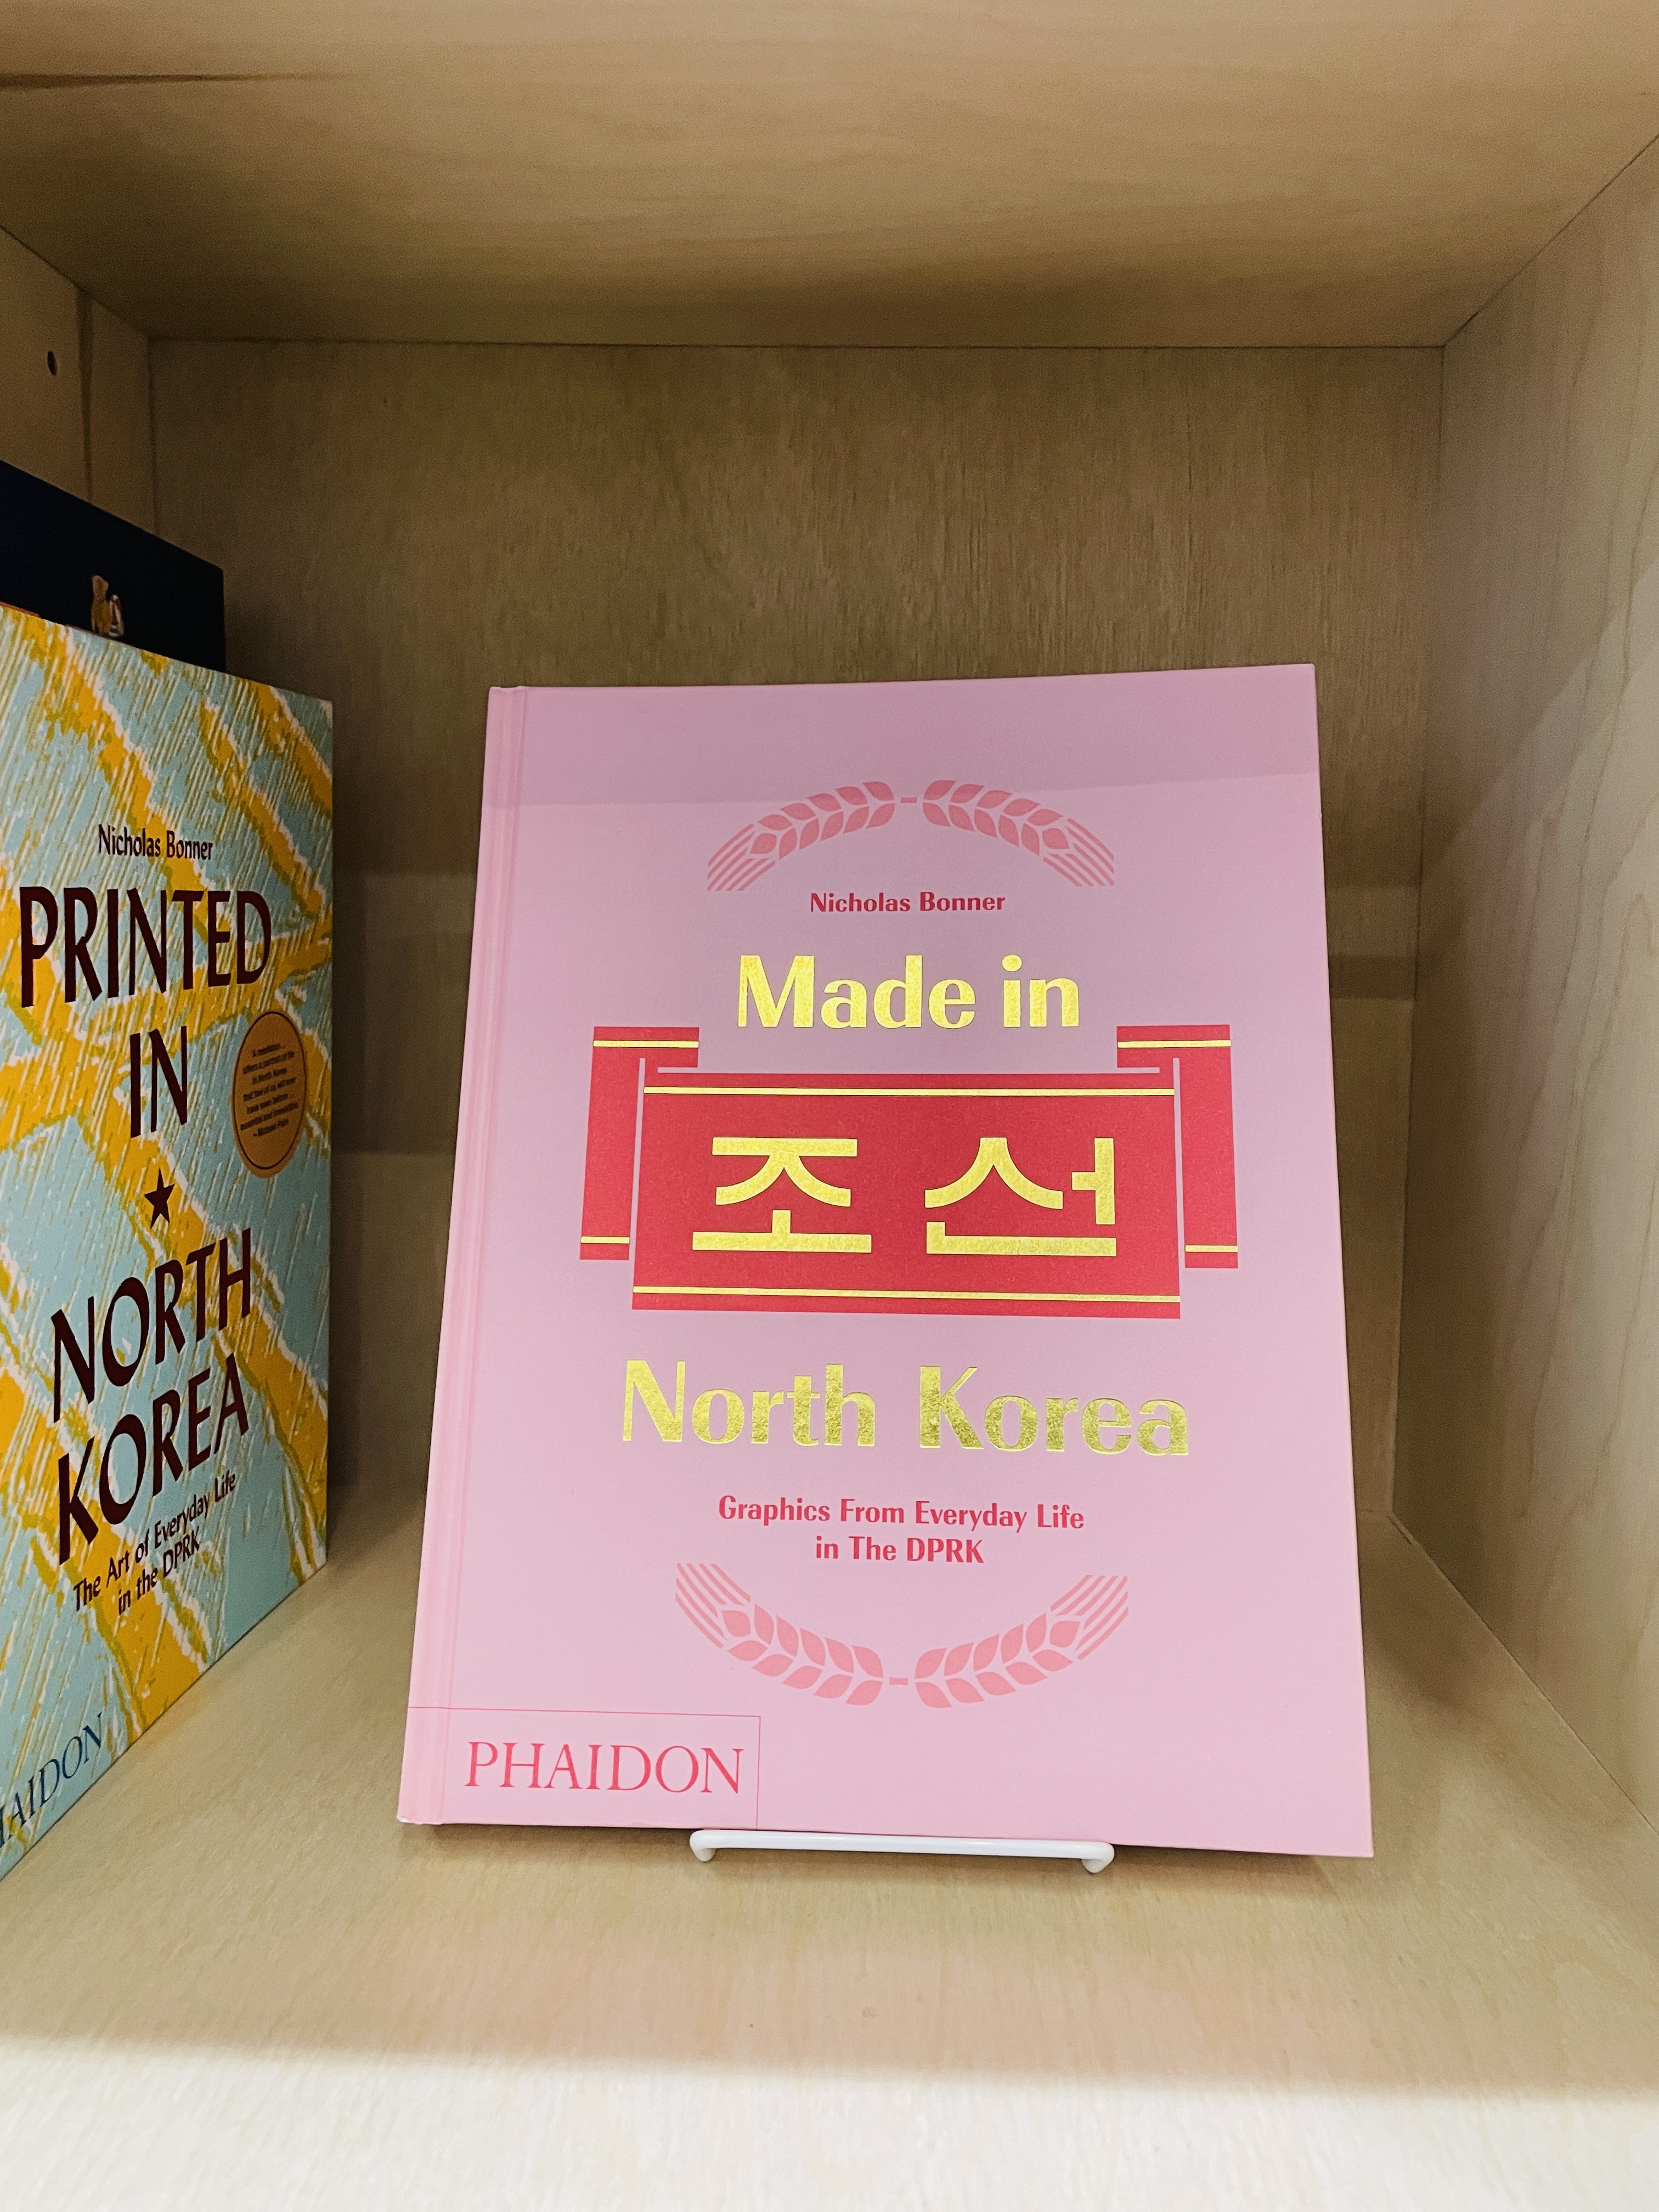 Nicholas Bonner
PRINTED
IN
NORTH
KOREA
The Art of Everyday Life
in the DPRK
Nicholas Bonner
Made in
조선
North Korea
Graphics From Everyday Life
in The DPRK
PHAIDON